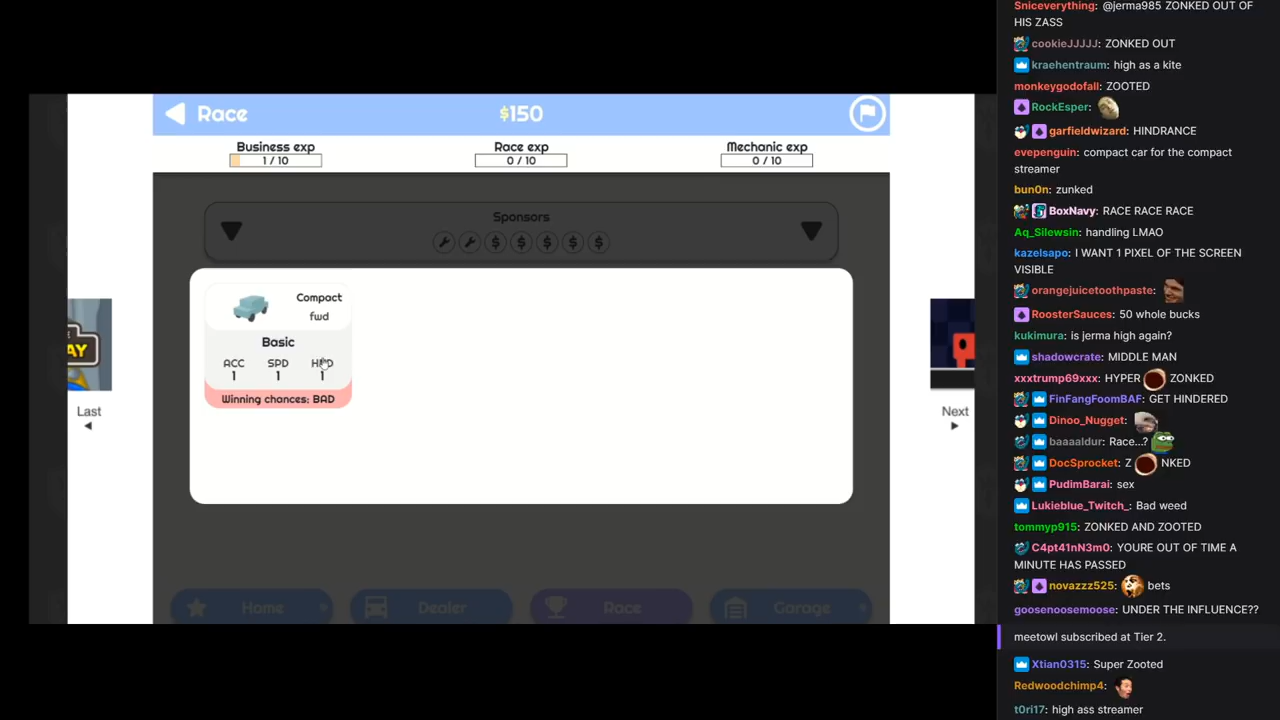 Race
$150
Business exp
1 / 10
Race exp
0 / 10
Mechanic exp
0 / 10
Sponsors
Compact
fwd
Basic
ACC SPD
1 1 1
Winning chances: BAD
AY
Last
Next
Home
Dealer
Race
Garage
Sniceverything: @jerma985 ZONKED OUT OF
HIS ZASS
cookieJJJJJ: ZONKED OUT
kraehentraum: high as a kite
monkeygodofall: ZOOTED
RockEsper:
garfieldwizard: HINDRANCE
evepenguin: compact car for the compact
streamer
bun0n: zunked
BoxNavy: RACE RACE RACE
Aq_Silewsin: handling LMAO
kazelsapo: I WANT 1 PIXEL OF THE SCREEN
VISIBLE
orangejuicetoothpaste:
RoosterSauces: 50 whole bucks
kukimura: is jerma high again?
shadowcrate: MIDDLE MAN
xxxtrump69xxx: HYPER ZONKED
FinFangFoomBAF: GET HINDERED
Dinoo_Nugget:
baaaaldur: Race...?
DocSprocket: Z NKED
PudimBarai: sex
Lukieblue_Twitch_: Bad weed
tommyp915: ZONKED AND ZOOTED
C4pt41nN3m0: YOURE OUT OF TIME A
MINUTE HAS PASSED
novazzz525: bets
goosenoosemoose: UNDER THE INFLUENCE??
meetowl subscribed at Tier 2.
Xtian0315: Super Zooted
Redwoodchimp4:
t0ri17: high ass streamer